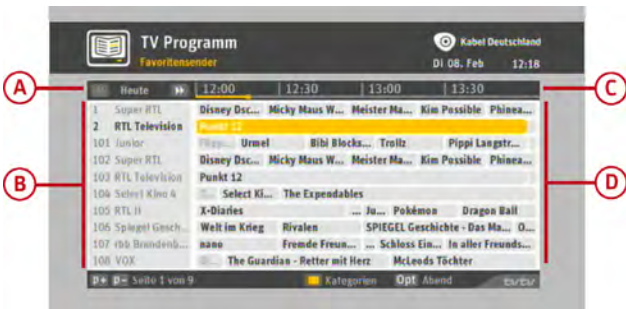 TV Programm
Favoritensender
Kabel Deutschland
Di 08. Feb 12:18
A
Heute
12:00 12:30 13:00 13:30
C
1 Super RTL Disney Dsc... Micky Maus W... Meister Ma... Kim Possible Phinea...
2 RTL Television Punkt 12
101 Junior Urmel Bibi Blocks... Trollz Pippi Langstr...
102 Super RTL Disney Dsc... Micky Maus W... Meister Ma... Kim Possible Phinea...
103 RTL Television Punkt 12
B
104 Select Kino 4 Select Ki... The Expendables
D
105 RTL II X-Diaries ... Ju... Pokémon Dragon Ball
106 Spiegel Gesch... Welt im Krieg Rivalen SPIEGEL Geschichte - Das Ma... O...
107 rbb Brandenb... nano Fremde Freun... ... Schloss Ein... In aller Freunds...
108 VOX The Guardian - Retter mit Herz McLeods Töchter
P+ P- Seite 1 von 9 Kategorien Opt Abend